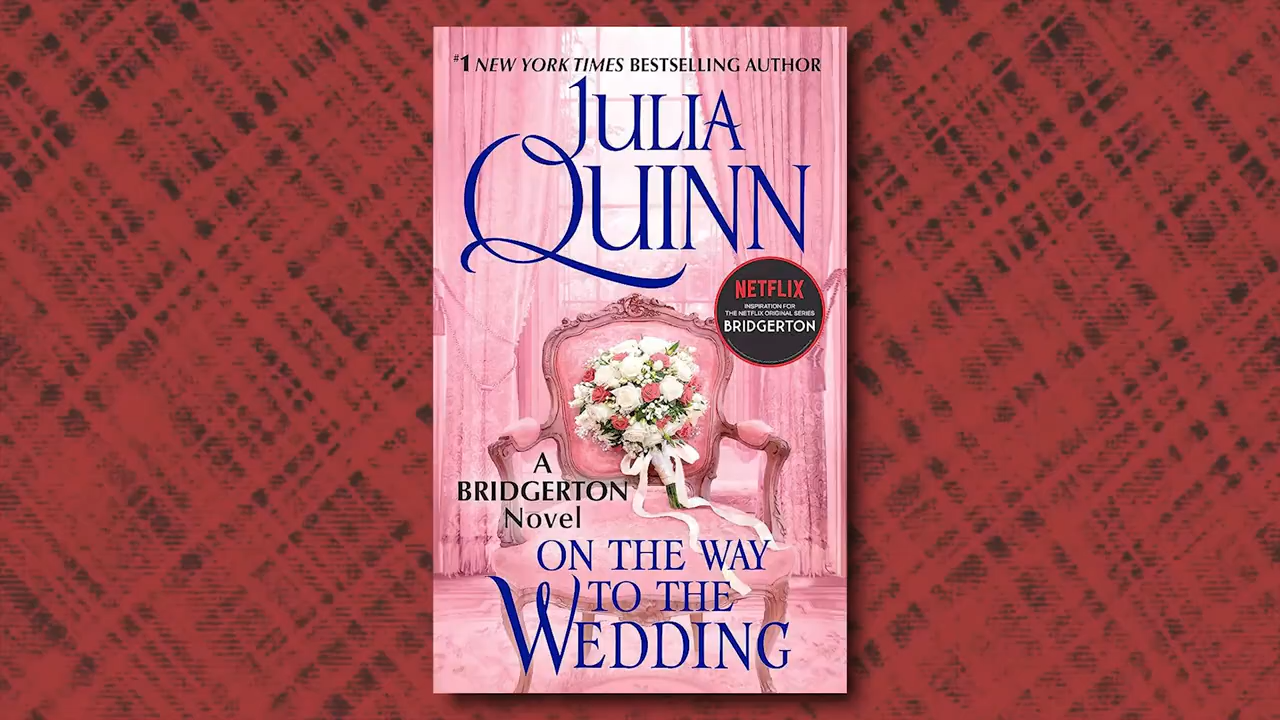 #1 NEW YORK TIMES BESTSELLING AUTHOR
JULIA
QUINN
NETFLIX
INSPIRATION FOR
THE NETFLIX ORIGINAL SERIES
BRIDGERTON
A
BRIDGERTON
Novel
ON THE WAY
TO THE
WEDDING